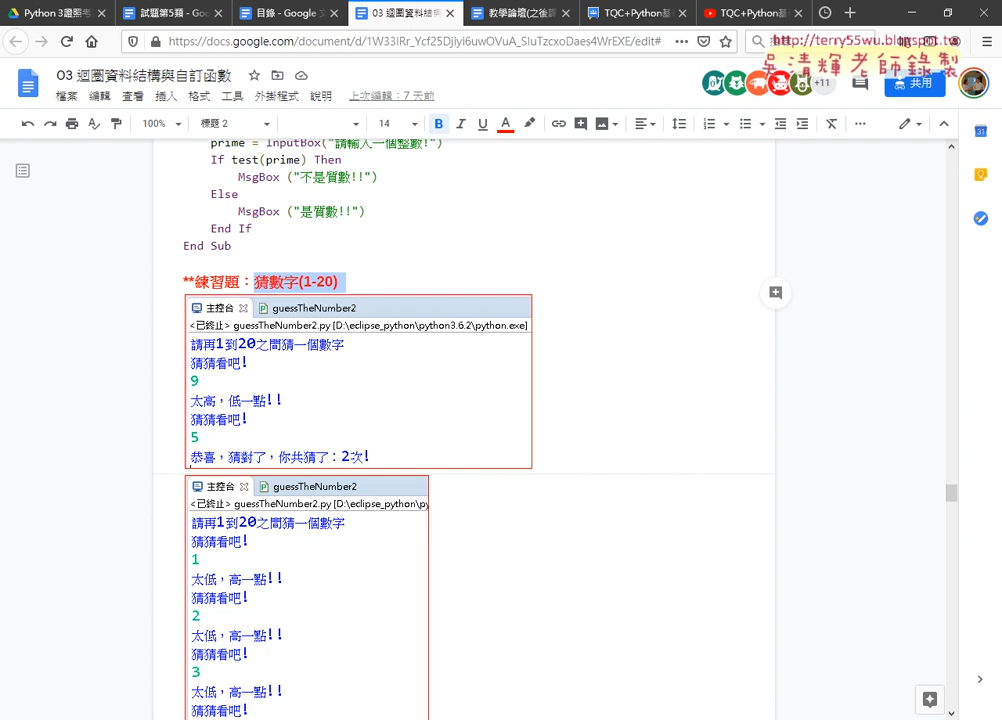 Python 3證照考
試題第5類 - Goo
目錄 - Google 文
03 迴圈資料結構
教學論壇(之後課
TQC+Python基
TQC+Python基
https://docs.google.com/document/d/1W33IRr_Ycf25Djiyi6uwOVuA_SIuTzcxoDaes4WrEXE/edit#
http://terry55wu.blogspot.tw
吳清輝老師錄製
03 迴圈資料結構與自訂函數
檔案 編輯 查看 插入 格式 工具 外掛程式 說明 上次編輯：7 天前
+11
共用
100% 標題 2 14 B I U A
prime = InputBox("請輸入一個整數!")
If test(prime) Then
MsgBox ("不是質數!!")
Else
MsgBox ("是質數!!")
End If
End Sub
**練習題：猜數字(1-20)
主控台 guessTheNumber2
<已終止> guessTheNumber2.py [D:\eclipse_python\python3.6.2\python.exe]
請再1到20之間猜一個數字
猜猜看吧!
9
太高，低一點!!
猜猜看吧!
5
恭喜，猜對了，你共猜了：2次!
主控台 guessTheNumber2
<已終止> guessTheNumber2.py [D:\eclipse_python\py
請再1到20之間猜一個數字
猜猜看吧!
1
太低，高一點!!
猜猜看吧!
2
太低，高一點!!
猜猜看吧!
3
太低，高一點!!
猜猜看吧!
31